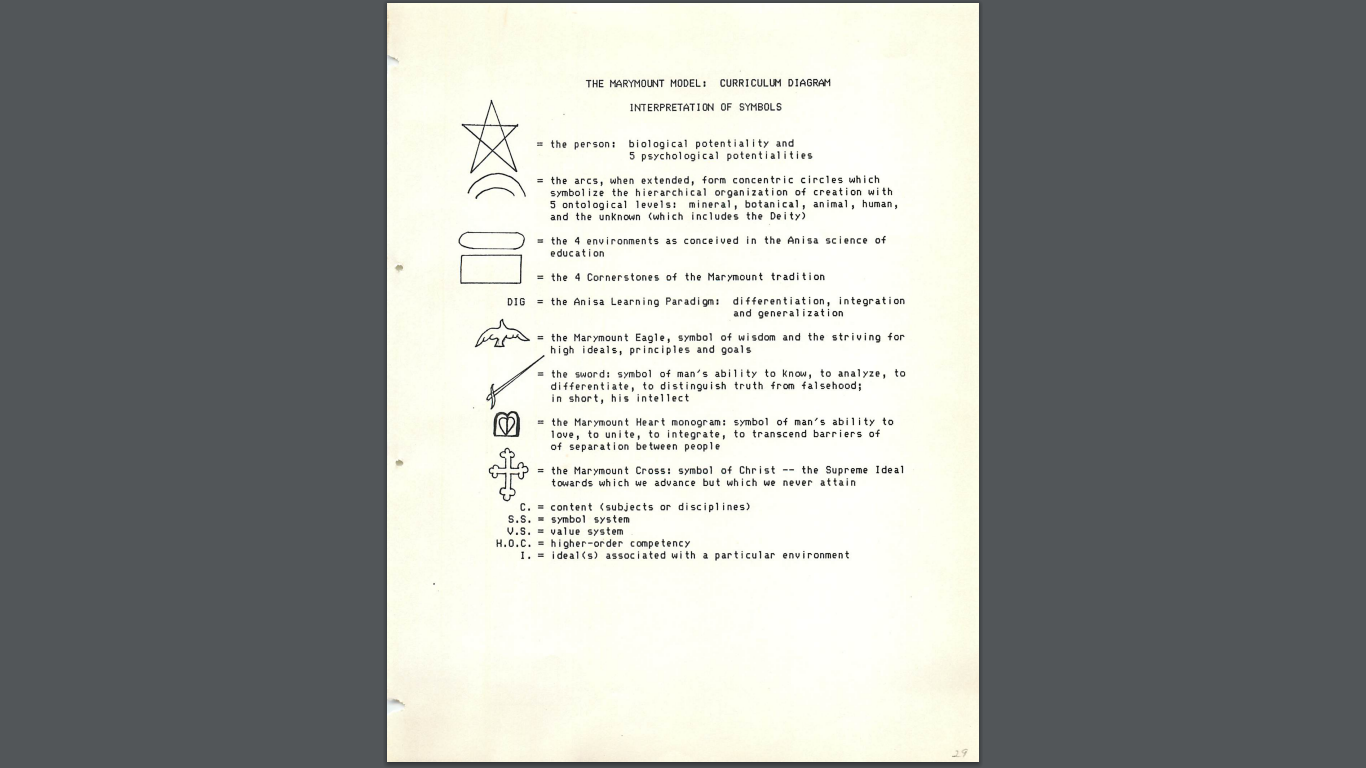 THE MARYMOUNT MODEL: CURRICULUM DIAGRAM
INTERPRETATION OF SYMBOLS
= the person: biological potentiality and
5 psychological potentialities
= the arcs, when extended, form concentric circles which
symbolize the hierarchical organization of creation with
5 ontological levels: mineral, botanical, animal, human,
and the unknown (which includes the Deity)
= the 4 environments as conceived in the Anisa science of
education
= the 4 Cornerstones of the Marymount tradition
DIG = the Anisa Learning Paradigm: differentiation, integration
and generalization
= the Marymount Eagle, symbol of wisdom and the striving for
high ideals, principles and goals
= the sword: symbol of man's ability to know, to analyze, to
differentiate, to distinguish truth from falsehood;
in short, his intellect
= the Marymount Heart monogram: symbol of man's ability to
love, to unite, to integrate, to transcend barriers of
of separation between people
= the Marymount Cross: symbol of Christ -- the Supreme Ideal
towards which we advance but which we never attain
C. = content (subjects or disciplines)
S.S. = symbol system
V.S. = value system
H.O.C. = higher-order competency
I. = ideal(s) associated with a particular environment
29